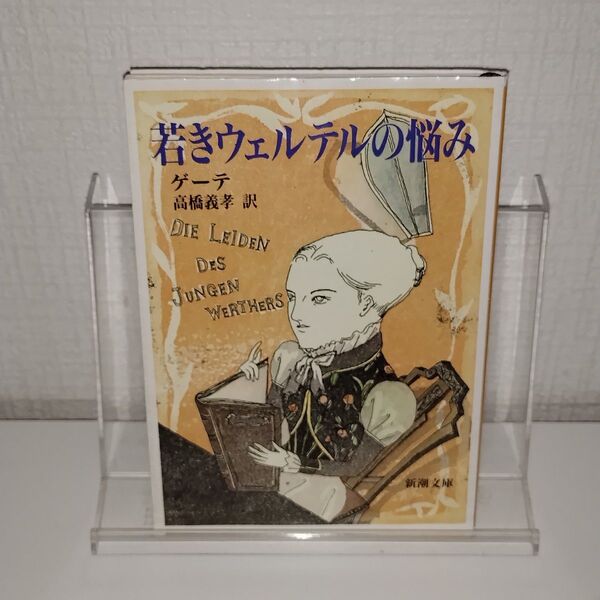 若きウェルテルの悩み
ゲーテ
高橋義孝 訳
DIE LEIDEN
DES
JUNGEN
WERTHERS
新潮文庫